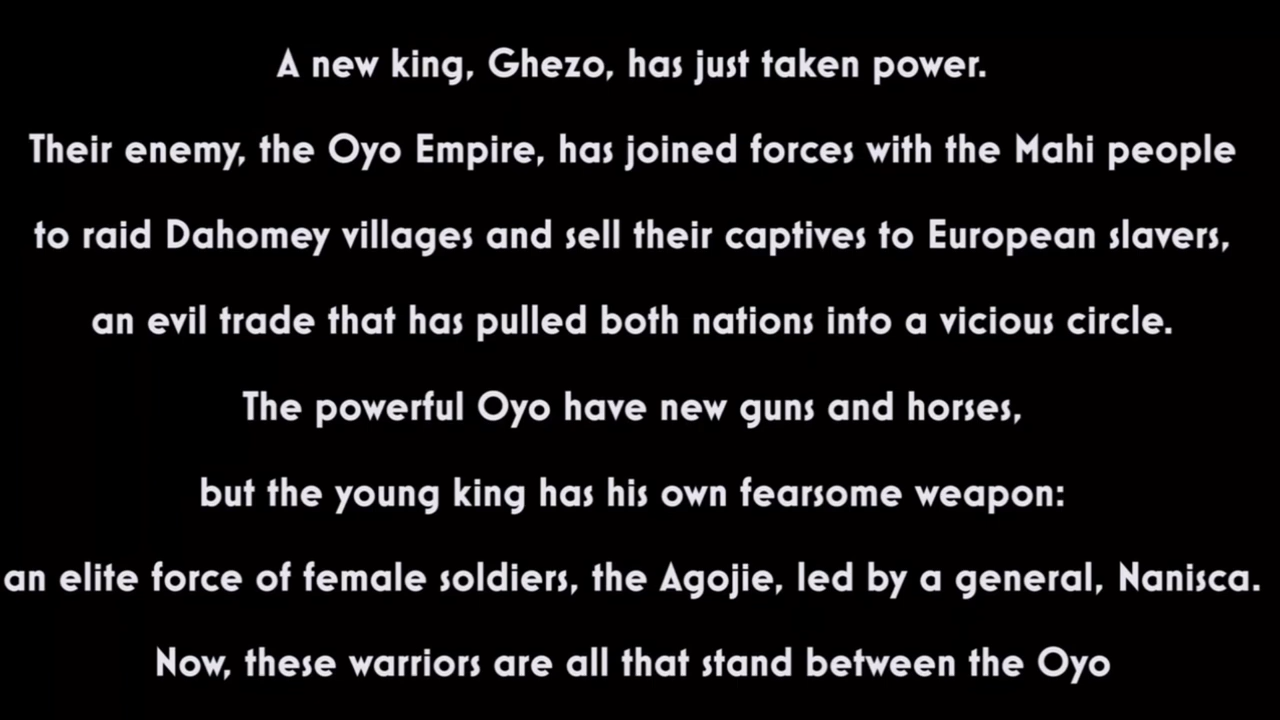 A new king, Ghezo, has just taken power.
Their enemy, the Oyo Empire, has joined forces with the Mahi people
to raid Dahomey villages and sell their captives to European slavers,
an evil trade that has pulled both nations into a vicious circle.
The powerful Oyo have new guns and horses,
but the young king has his own fearsome weapon:
an elite force of female soldiers, the Agojie, led by a general, Nanisca.
Now, these warriors are all that stand between the Oyo